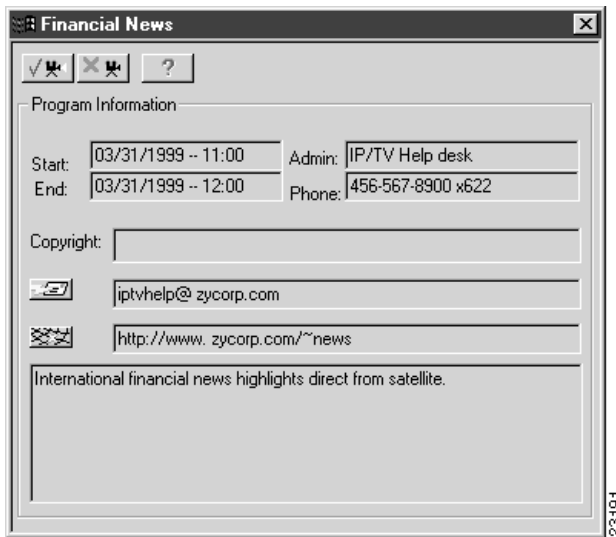 Financial News
?
Program Information
Start: 03/31/1999 -- 11:00 Admin: IP/TV Help desk
End: 03/31/1999 -- 12:00 Phone: 456-567-8900 x622
Copyright:
iptvhelp@ zycorp.com
http://www. zycorp.com/~news
International financial news highlights direct from satellite.
23191